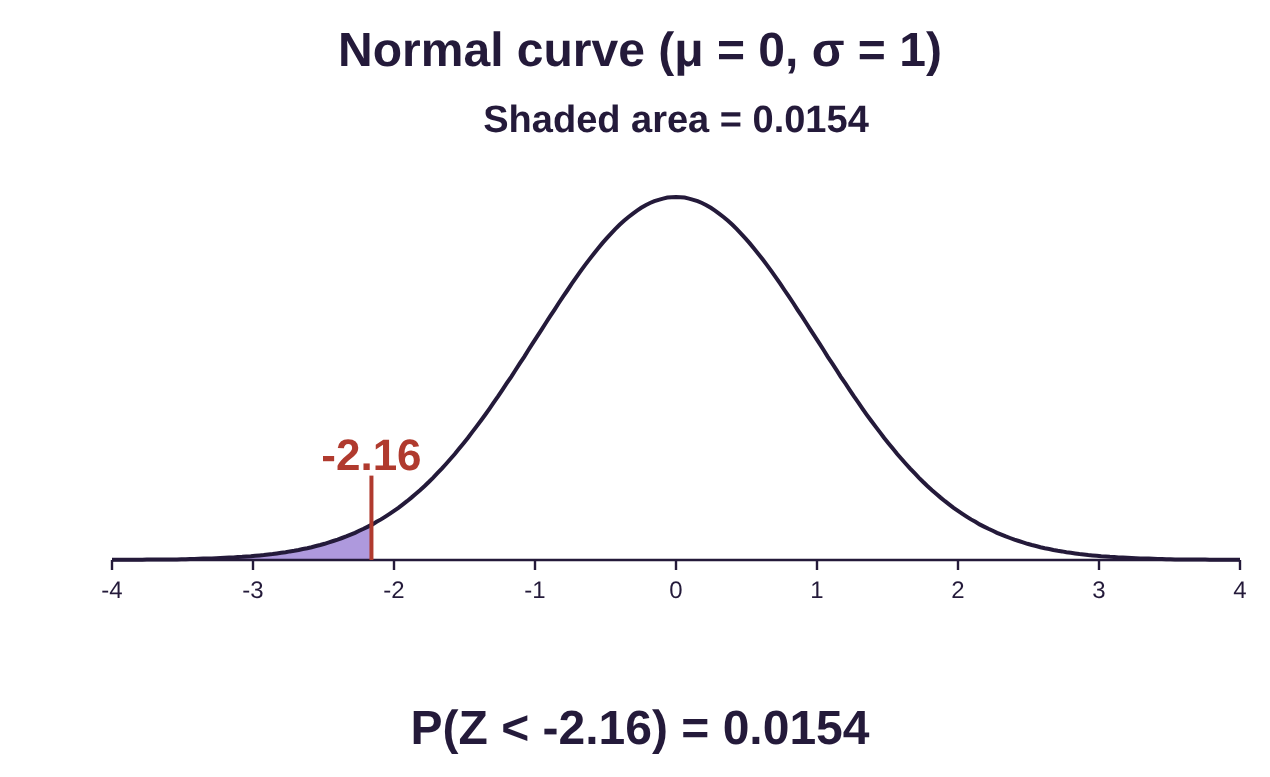 Normal curve (μ = 0, σ = 1)
Shaded area = 0.0154
-2.16
-4 -3 -2 -1 0 1 2 3 4
P(Z < -2.16) = 0.0154